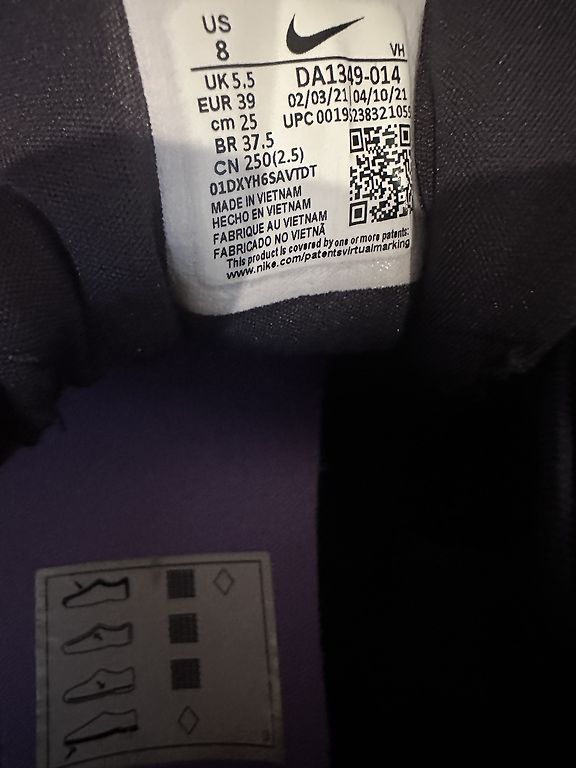 US
8
VH
UK 5.5
DA1349-014
EUR 39
02/03/21 04/10/21
cm 25
UPC 0019523832105
BR 37.5
CN 250(2.5)
01DXYH6SAVTDT
MADE IN VIETNAM
HECHO EN VIETNAM
FABRIQUE AU VIETNAM
FABRICADO NO VIETNÃ
This product is covered by one or more patents:
www.nike.com/patentsvirtualmarking